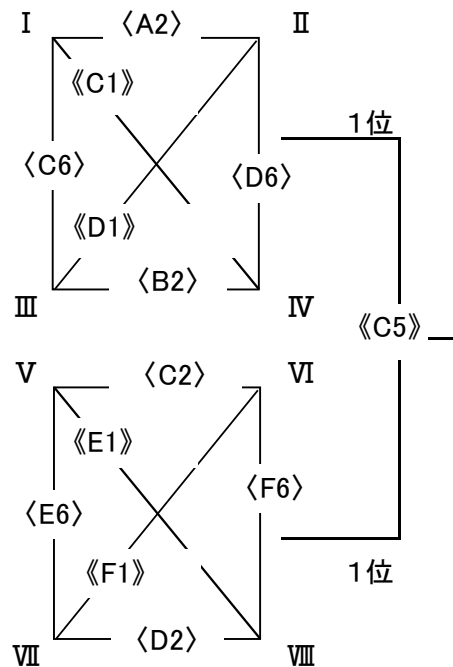 Ⅰ 〈A2〉 Ⅱ
《C1》
1位
〈C6〉 〈D6〉
《D1》
〈B2〉
Ⅲ Ⅳ
《C5》
Ⅴ 〈C2〉 Ⅵ
《E1》
〈F6〉
〈E6〉
《F1》 1位
Ⅶ 〈D2〉 Ⅷ